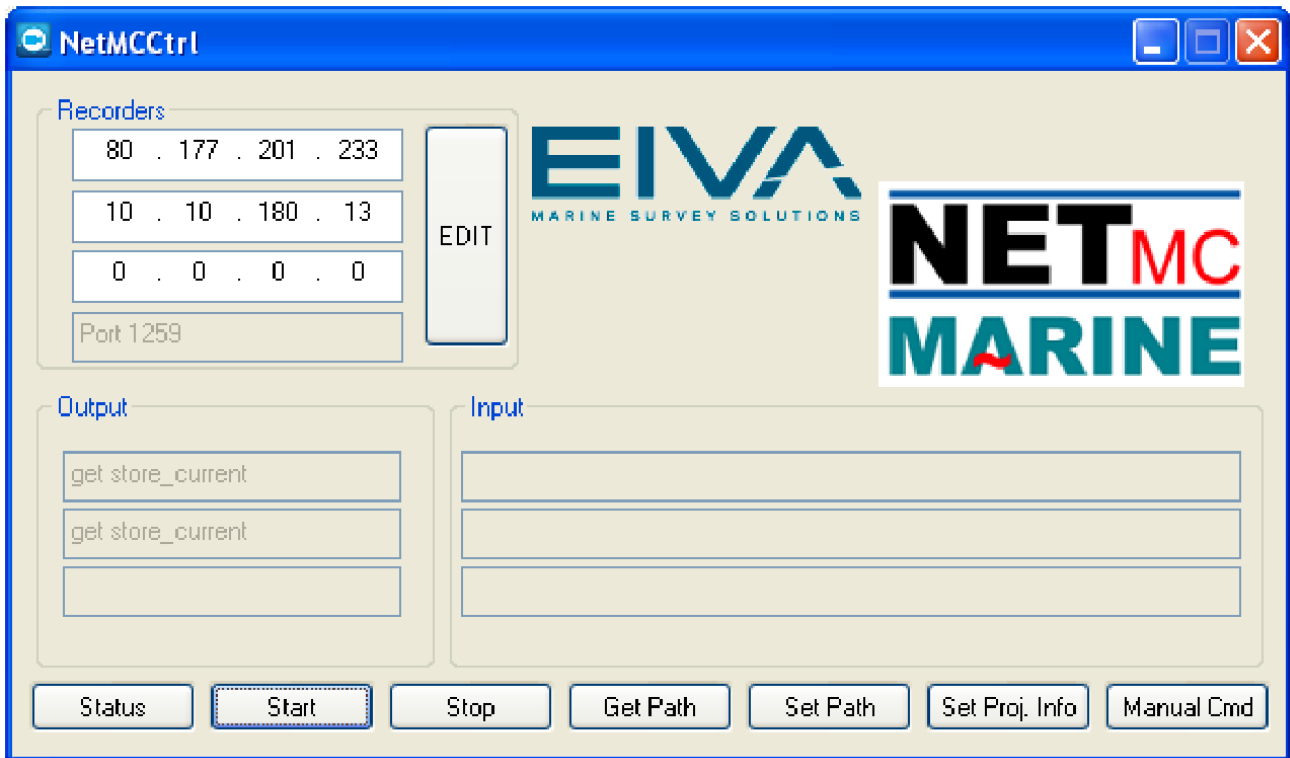 NetMCCtrl
Recorders
80 . 177 . 201 . 233
10 . 10 . 180 . 13
0 . 0 . 0 . 0
Port 1259
EDIT
EIVA
MARINE SURVEY SOLUTIONS
NETMC
MARINE
Output
get store_current
get store_current
Input
Status Start Stop Get Path Set Path Set Proj. Info Manual Cmd